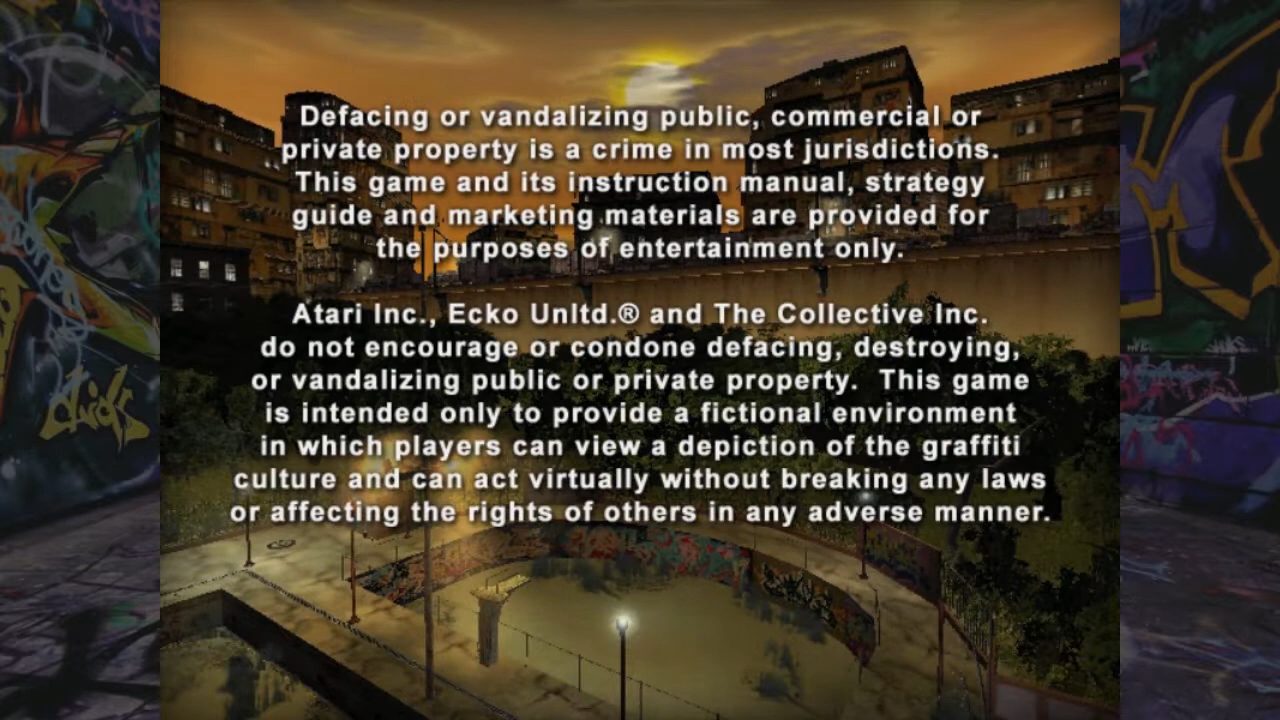 Defacing or vandalizing public, commercial or
private property is a crime in most jurisdictions.
This game and its instruction manual, strategy
guide and marketing materials are provided for
the purposes of entertainment only.
Atari Inc., Ecko Unltd.® and The Collective Inc.
do not encourage or condone defacing, destroying,
or vandalizing public or private property.  This game
is intended only to provide a fictional environment
in which players can view a depiction of the graffiti
culture and can act virtually without breaking any laws
or affecting the rights of others in any adverse manner.